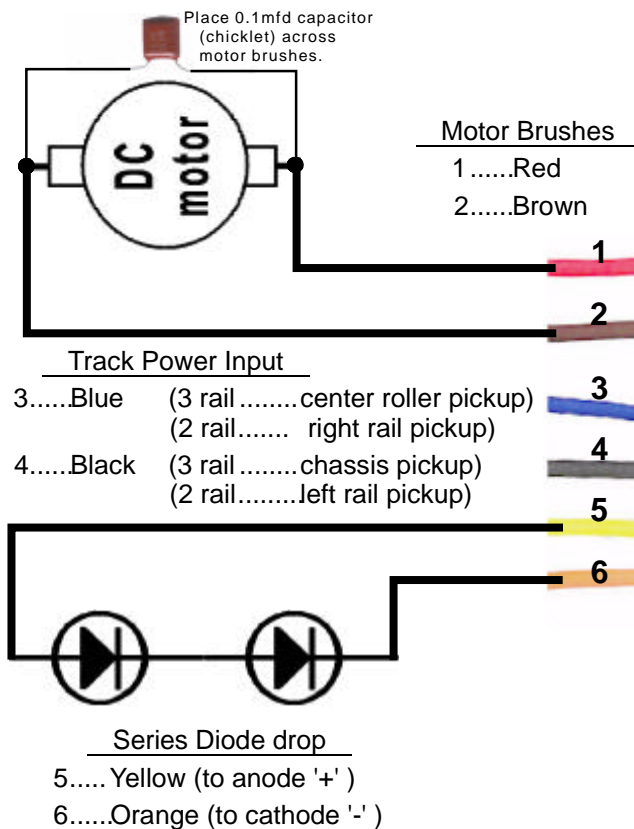 Place 0.1mfd capacitor
(chicklet) across
motor brushes.
DC
motor
Motor Brushes
1......Red
2......Brown
1
2
Track Power Input
3......Blue (3 rail ........ center roller pickup)
(2 rail....... right rail pickup)
4......Black (3 rail ........ chassis pickup)
(2 rail.........left rail pickup)
3
4
5
6
Series Diode drop
5..... Yellow (to anode '+' )
6......Orange (to cathode '-' )